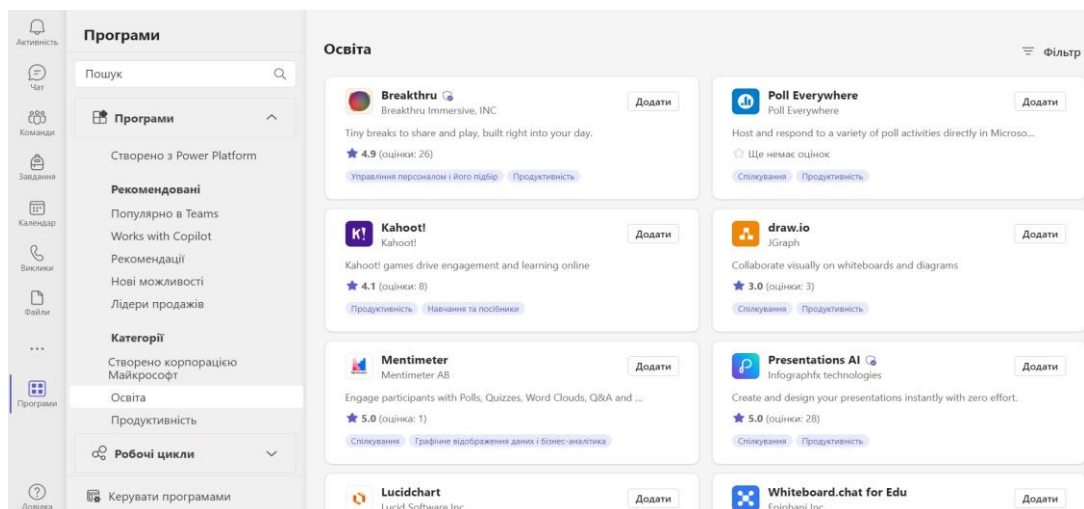 Активність
Чат
Команди
Завдання
Календар
Виклики
Файли
...
Програми
Довідка
Програми
Пошук
Програми
Створено з Power Platform
Рекомендовані
Популярно в Teams
Works with Copilot
Рекомендації
Нові можливості
Лідери продажів
Категорії
Створено корпорацією
Майкрософт
Освіта
Продуктивність
Робочі цикли
Керувати програмами
Освіта
Фільтр
Breakthru
Breakthru Immersive, INC
Додати
Tiny breaks to share and play, built right into your day.
4.9 (оцінки: 26)
Управління персоналом і його підбір Продуктивність
Poll Everywhere
Poll Everywhere
Додати
Host and respond to a variety of poll activities directly in Microso...
Ще немає оцінок
Спілкування Продуктивність
K!
Kahoot!
Kahoot!
Додати
Kahoot! games drive engagement and learning online
4.1 (оцінки: 8)
Продуктивність Навчання та посібники
draw.io
JGraph
Додати
Collaborate visually on whiteboards and diagrams
3.0 (оцінки: 3)
Спілкування Продуктивність
Mentimeter
Mentimeter AB
Додати
Engage participants with Polls, Quizzes, Word Clouds, Q&A and ...
5.0 (оцінка: 1)
Спілкування Графічне відображення даних і бізнес-аналітика
Presentations AI
Infographfx technologies
Додати
Create and design your presentations instantly with zero effort.
5.0 (оцінки: 28)
Спілкування Продуктивність
Lucidchart
Lucid Software Inc
Додати
Whiteboard.chat for Edu
Epiphani Inc
Додати